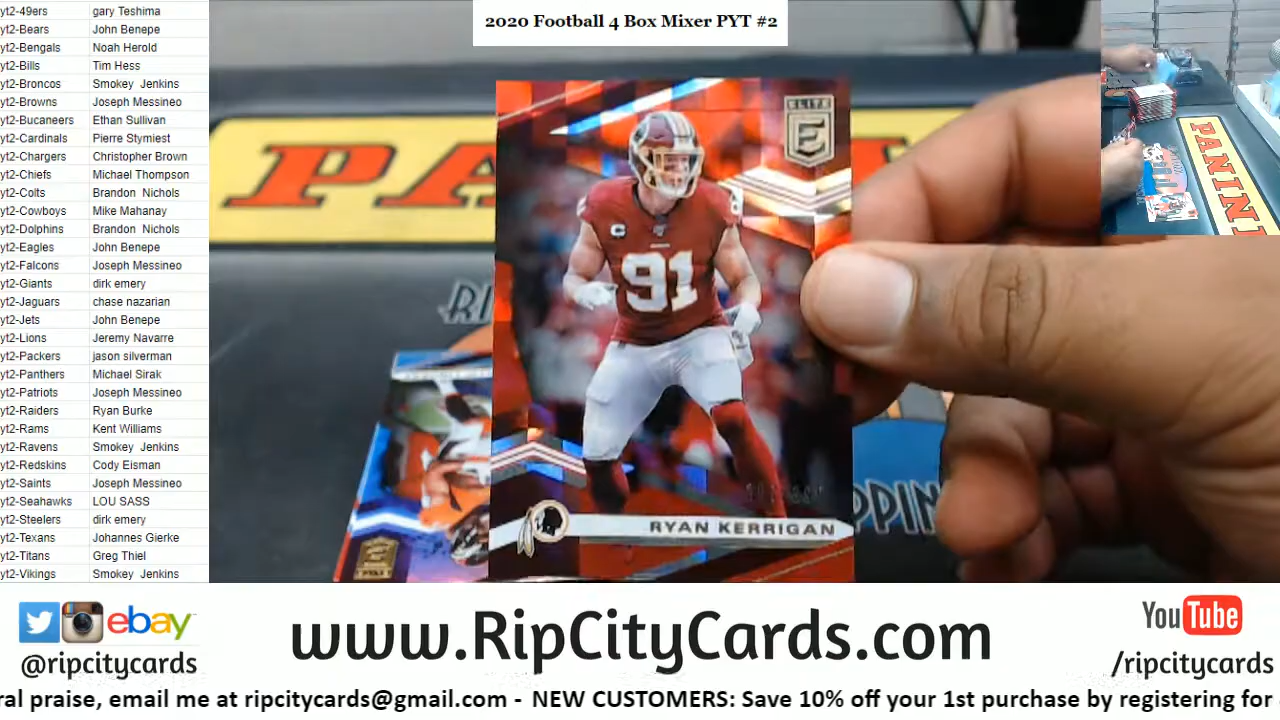 2020 Football 4 Box Mixer PYT #2
yt2-49ers gary Teshima
yt2-Bears John Benepe
yt2-Bengals Noah Herold
yt2-Bills Tim Hess
yt2-Broncos Smokey Jenkins
yt2-Browns Joseph Messineo
yt2-Bucaneers Ethan Sullivan
yt2-Cardinals Pierre Stymiest
yt2-Chargers Christopher Brown
yt2-Chiefs Michael Thompson
yt2-Colts Brandon Nichols
yt2-Cowboys Mike Mahanay
yt2-Dolphins Brandon Nichols
yt2-Eagles John Benepe
yt2-Falcons Joseph Messineo
yt2-Giants dirk emery
yt2-Jaguars chase nazarian
yt2-Jets John Benepe
yt2-Lions Jeremy Navarre
yt2-Packers jason silverman
yt2-Panthers Michael Sirak
yt2-Patriots Joseph Messineo
yt2-Raiders Ryan Burke
yt2-Rams Kent Williams
yt2-Ravens Smokey Jenkins
yt2-Redskins Cody Eisman
yt2-Saints Joseph Messineo
yt2-Seahawks LOU SASS
yt2-Steelers dirk emery
yt2-Texans Johannes Gierke
yt2-Titans Greg Thiel
yt2-Vikings Smokey Jenkins
ELITE
E
PA
C
91
RI
PPIN
RYAN KERRIGAN
PANINI
ebay
@ripcitycards
www.RipCityCards.com
YouTube
/ripcitycards
ral praise, email me at ripcitycards@gmail.com - NEW CUSTOMERS: Save 10% off your 1st purchase by registering for